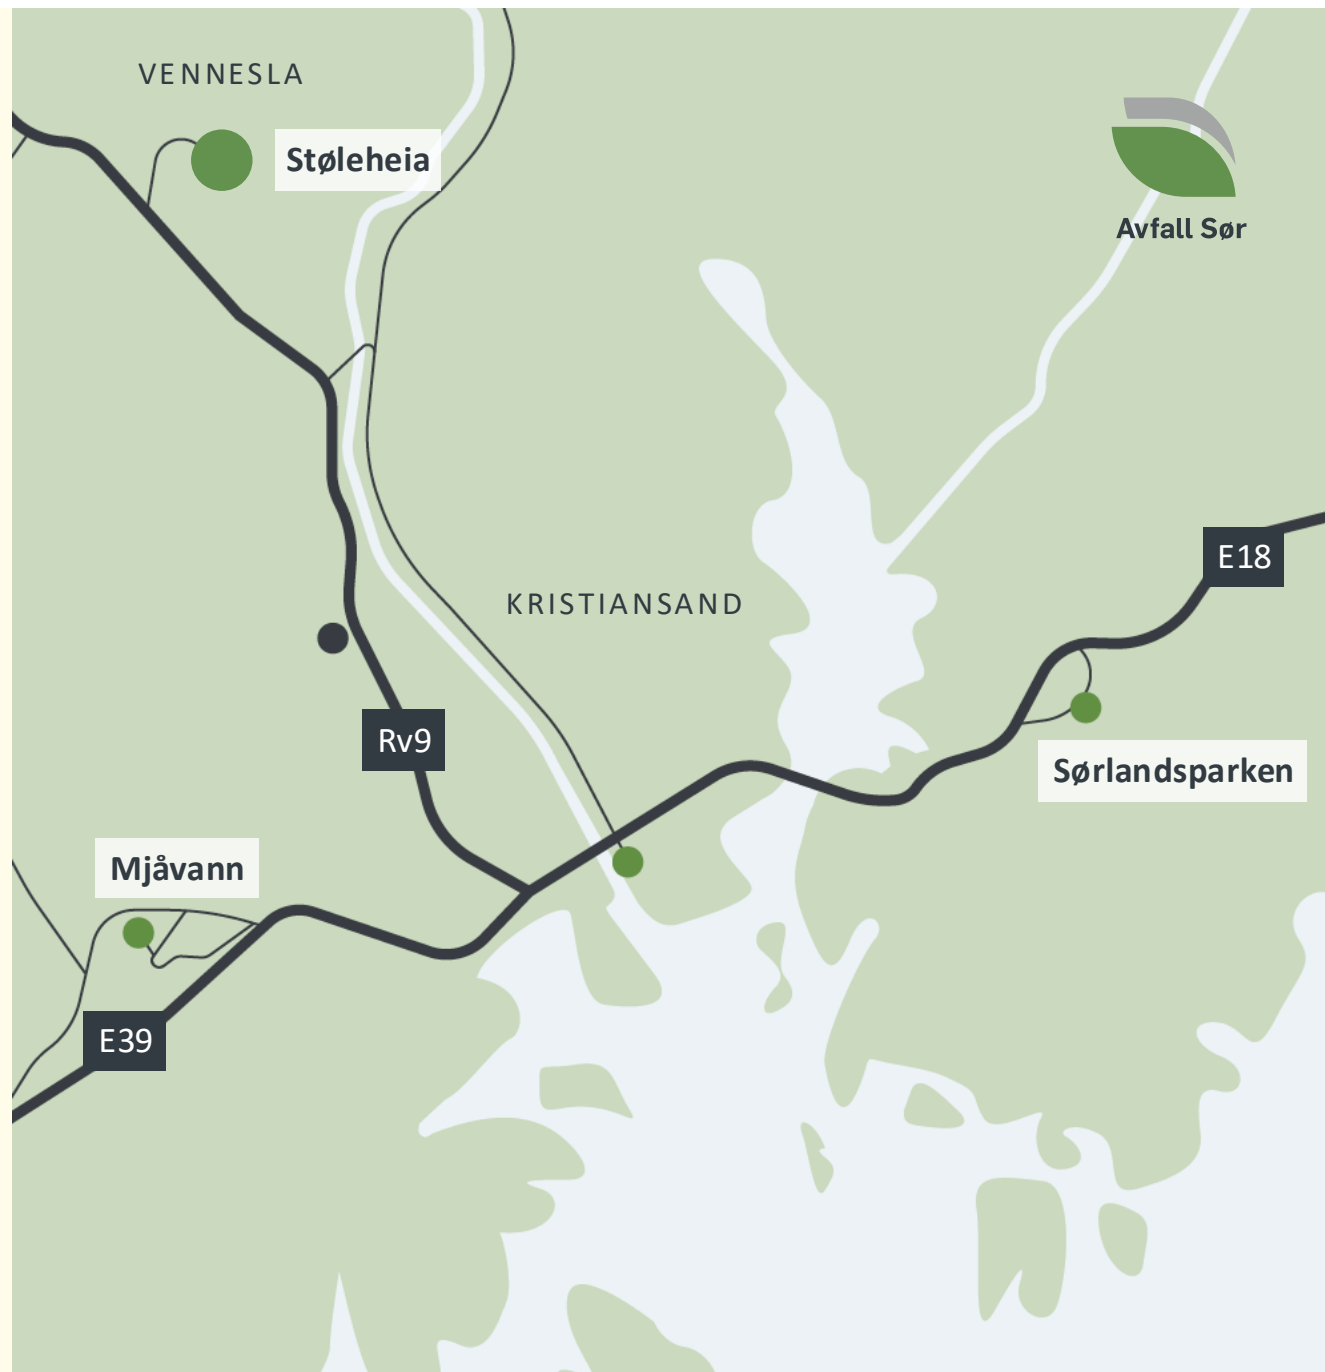 VENNESLA
Støleheia
Avfall Sør
E18
KRISTIANSAND
Rv9
Sørlandsparken
Mjåvann
E39